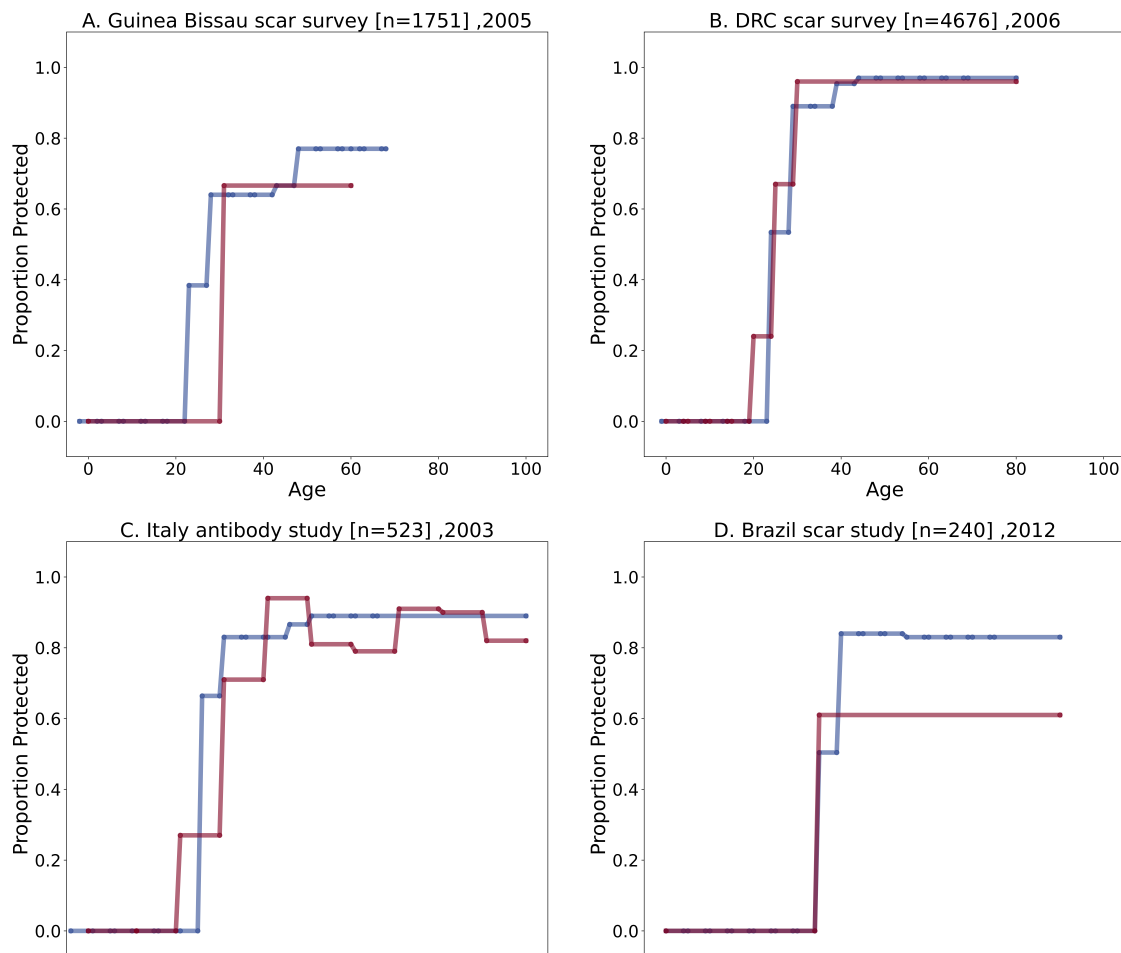 A. Guinea Bissau scar survey [n=1751] ,2005
1.0
0.8
0.6
0.4
0.2
0.0
Proportion Protected
0 20 40 60 80 100
Age
B. DRC scar survey [n=4676] ,2006
1.0
0.8
0.6
0.4
0.2
0.0
Proportion Protected
0 20 40 60 80 100
Age
C. Italy antibody study [n=523] ,2003
1.0
0.8
0.6
0.4
0.2
0.0
Proportion Protected
D. Brazil scar study [n=240] ,2012
1.0
0.8
0.6
0.4
0.2
0.0
Proportion Protected